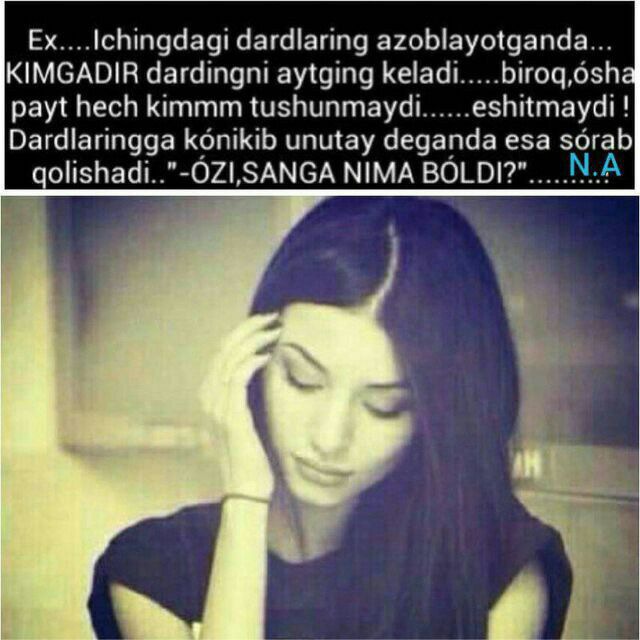 Ex....Ichingdagi dardlaring azoblayotganda...
KIMGADIR dardingni aytging keladi.....biroq,ósha
payt hech kimmm tushunmaydi......eshitmaydi !
Dardlaringga kónikib unutay deganda esa sórab
qolishadi.."-ÓZI,SANGA NIMA BÓLDI?"..........
N.A